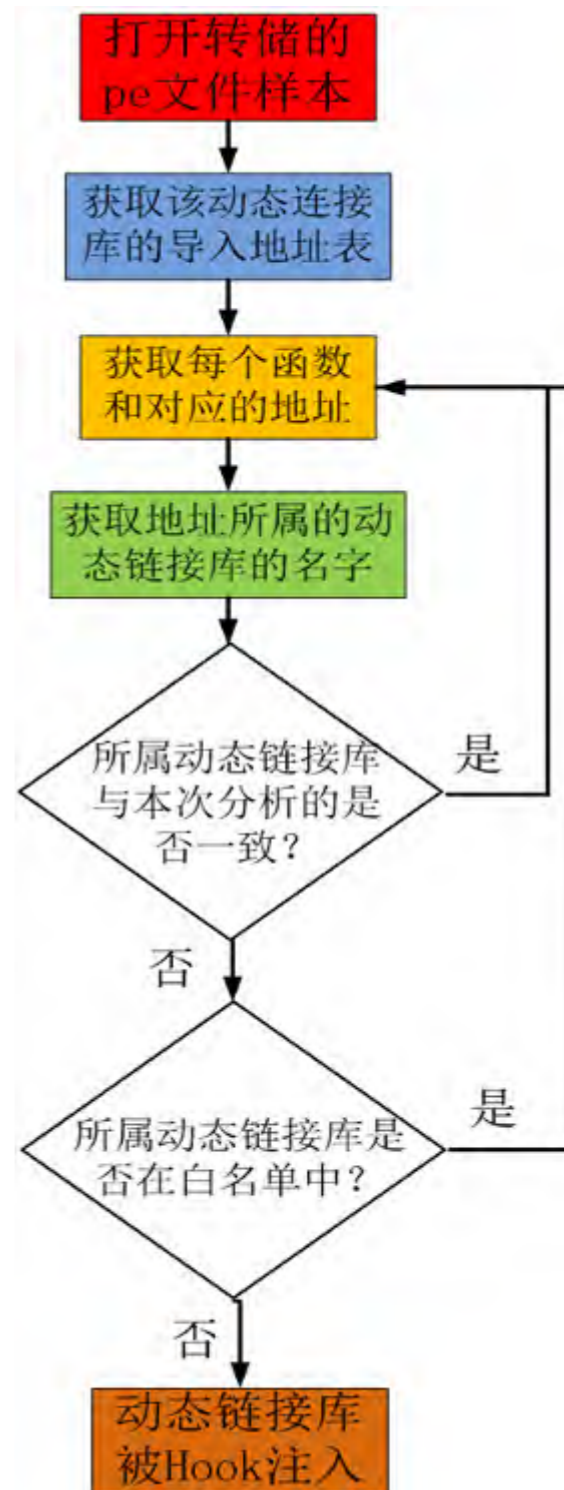 打开转储的
pe文件样本
获取该动态连接
库的导入地址表
获取每个函数
和对应的地址
获取地址所属的动
态链接库的名字
所属动态链接库
与本次分析的是
否一致?
是
否
所属动态链接库是
否在白名单中?
是
否
动态链接库
被Hook注入